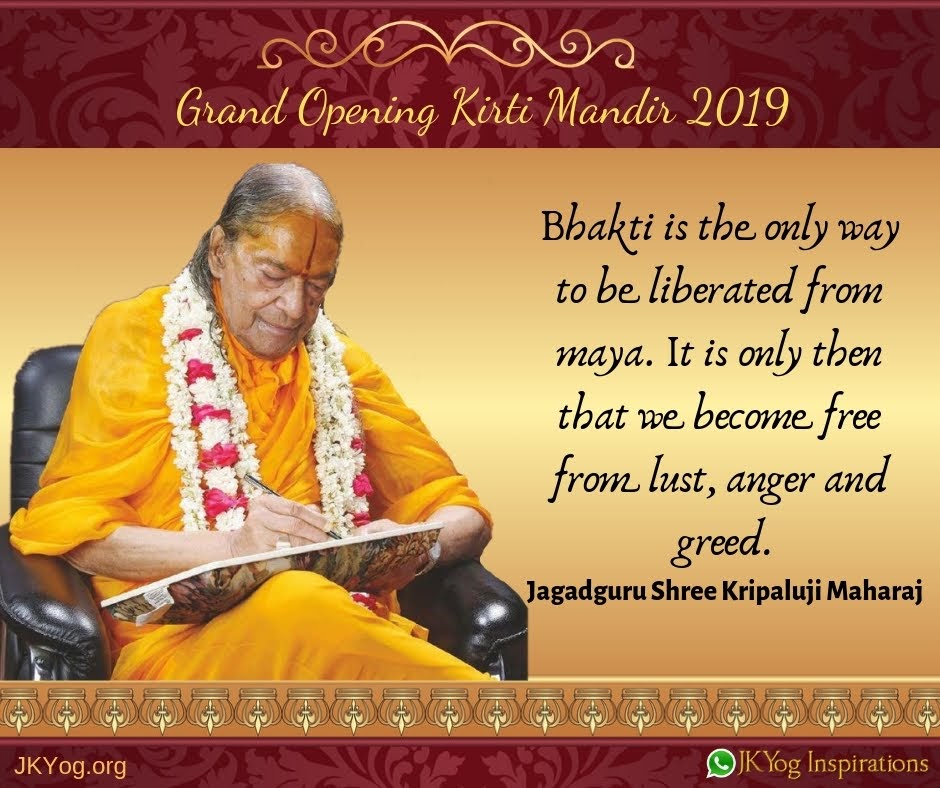 Grand Opening Kirti Mandir 2019
Bhakti is the only way
to be liberated from
maya. It is only then
that we become free
from lust, anger and
greed.
Jagadguru Shree Kripaluji Maharaj
JKYog.org
JKYog Inspirations